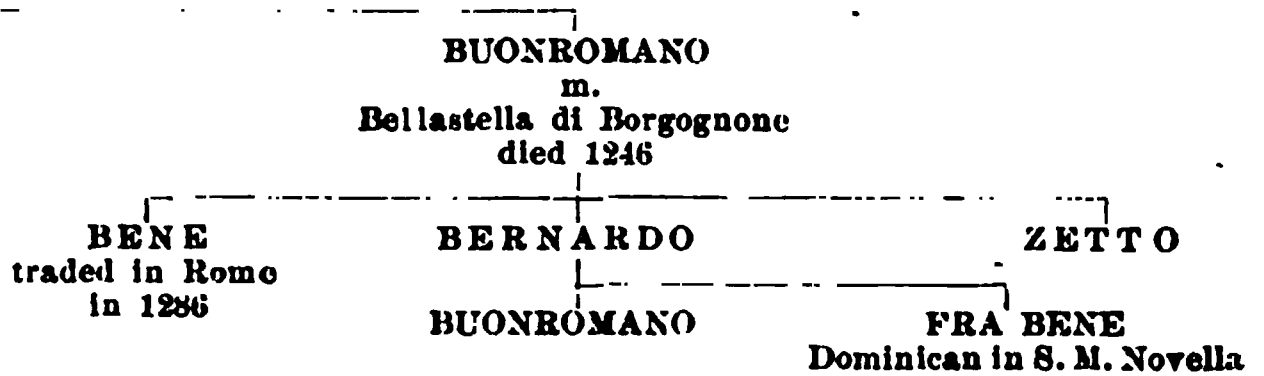 BUONROMANO
m.
Bellastella di Borgognone
died 1246
BENE
traded in Rome
in 1286
BERNARDO
ZETTO
BUONROMANO
FRA BENE
Dominican in S. M. Novella